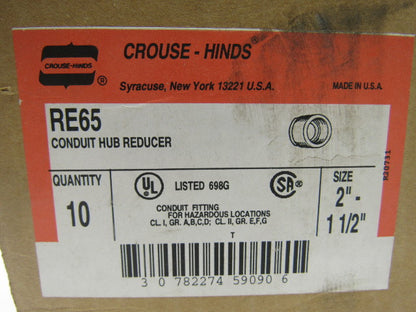 CROUSE-HINDS
®
CROUSE - HINDS®
Syracuse, New York 13221 U.S.A.
MADE IN U.S.A.
RE65
CONDUIT HUB REDUCER
R20731
QUANTITY
10
UL
®
LISTED 698G
SA
®
SIZE
2" -
1 1/2"
CONDUIT FITTING
FOR HAZARDOUS LOCATIONS
CL. I, GR. A,B,C,D; CL. II, GR. E,F,G
T
3 0 782274 59090 6